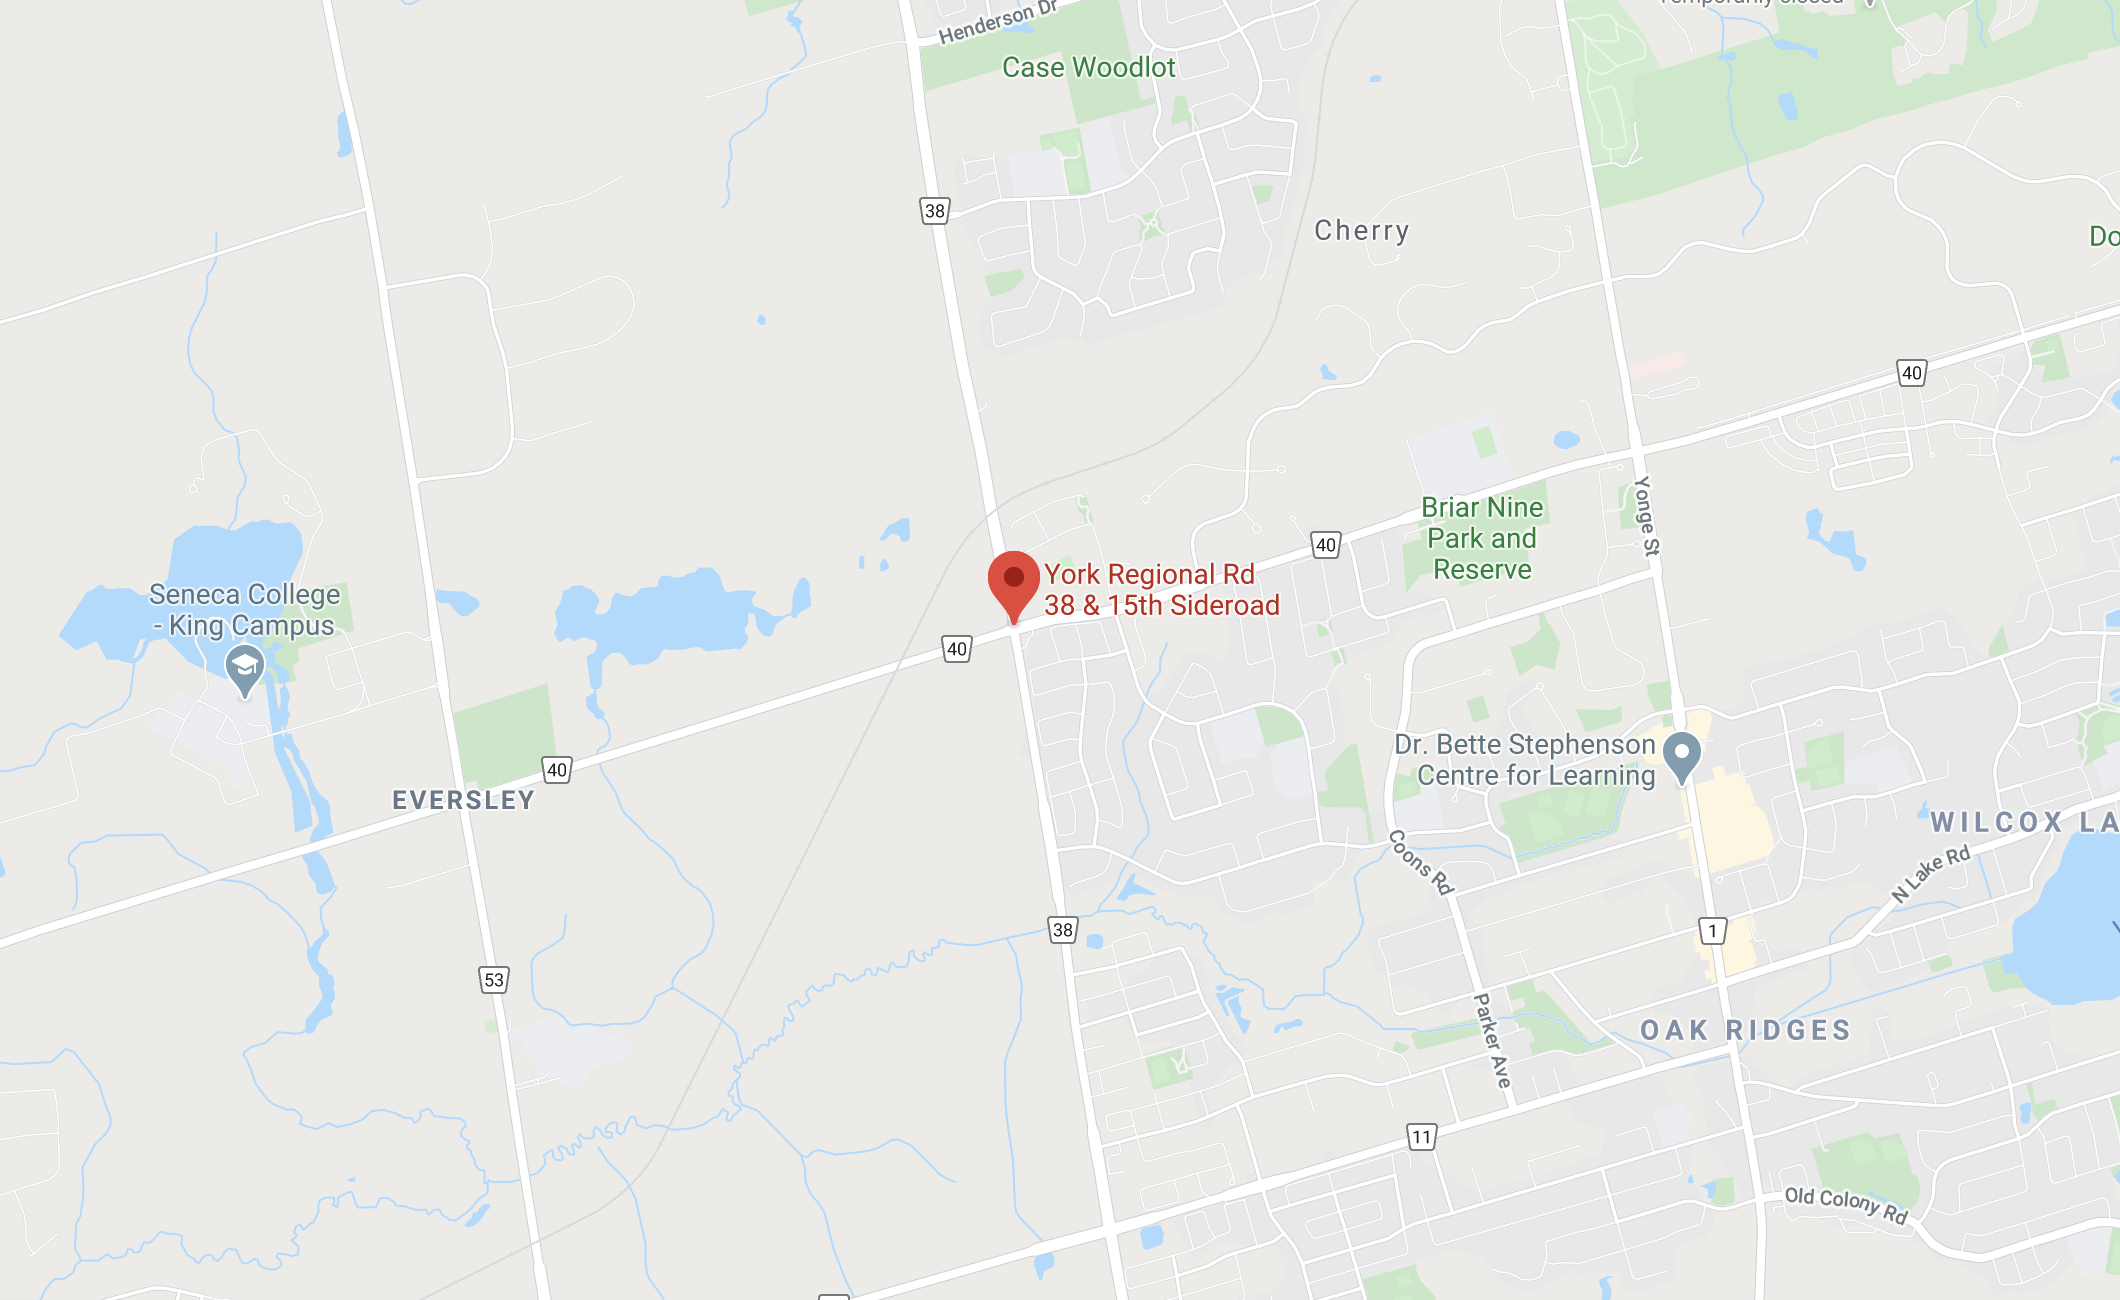 Temporarily closed
Henderson Dr
Case Woodlot
38
Cherry
Do
40
Briar Nine
Park and
Reserve
Yonge St
40
York Regional Rd
38 & 15th Sideroad
Seneca College
- King Campus
40
40
EVERSLEY
Dr. Bette Stephenson
Centre for Learning
WILCOX LA
Coons Rd
N Lake Rd
38
1
53
Parker Ave
OAK RIDGES
11
Old Colony Rd